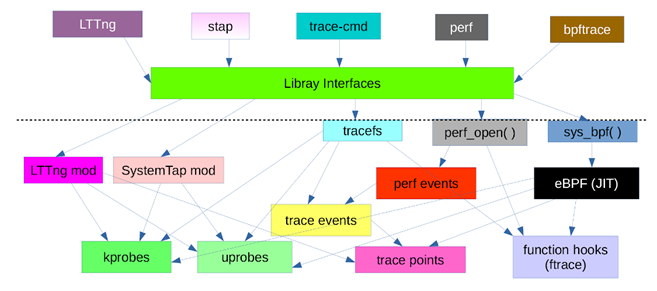 LTTng
stap
trace-cmd
perf
bpftrace
Libray Interfaces
tracefs
perf_open( )
sys_bpf( )
LTTng mod
SystemTap mod
perf events
eBPF (JIT)
trace events
kprobes
uprobes
trace points
function hooks
(ftrace)